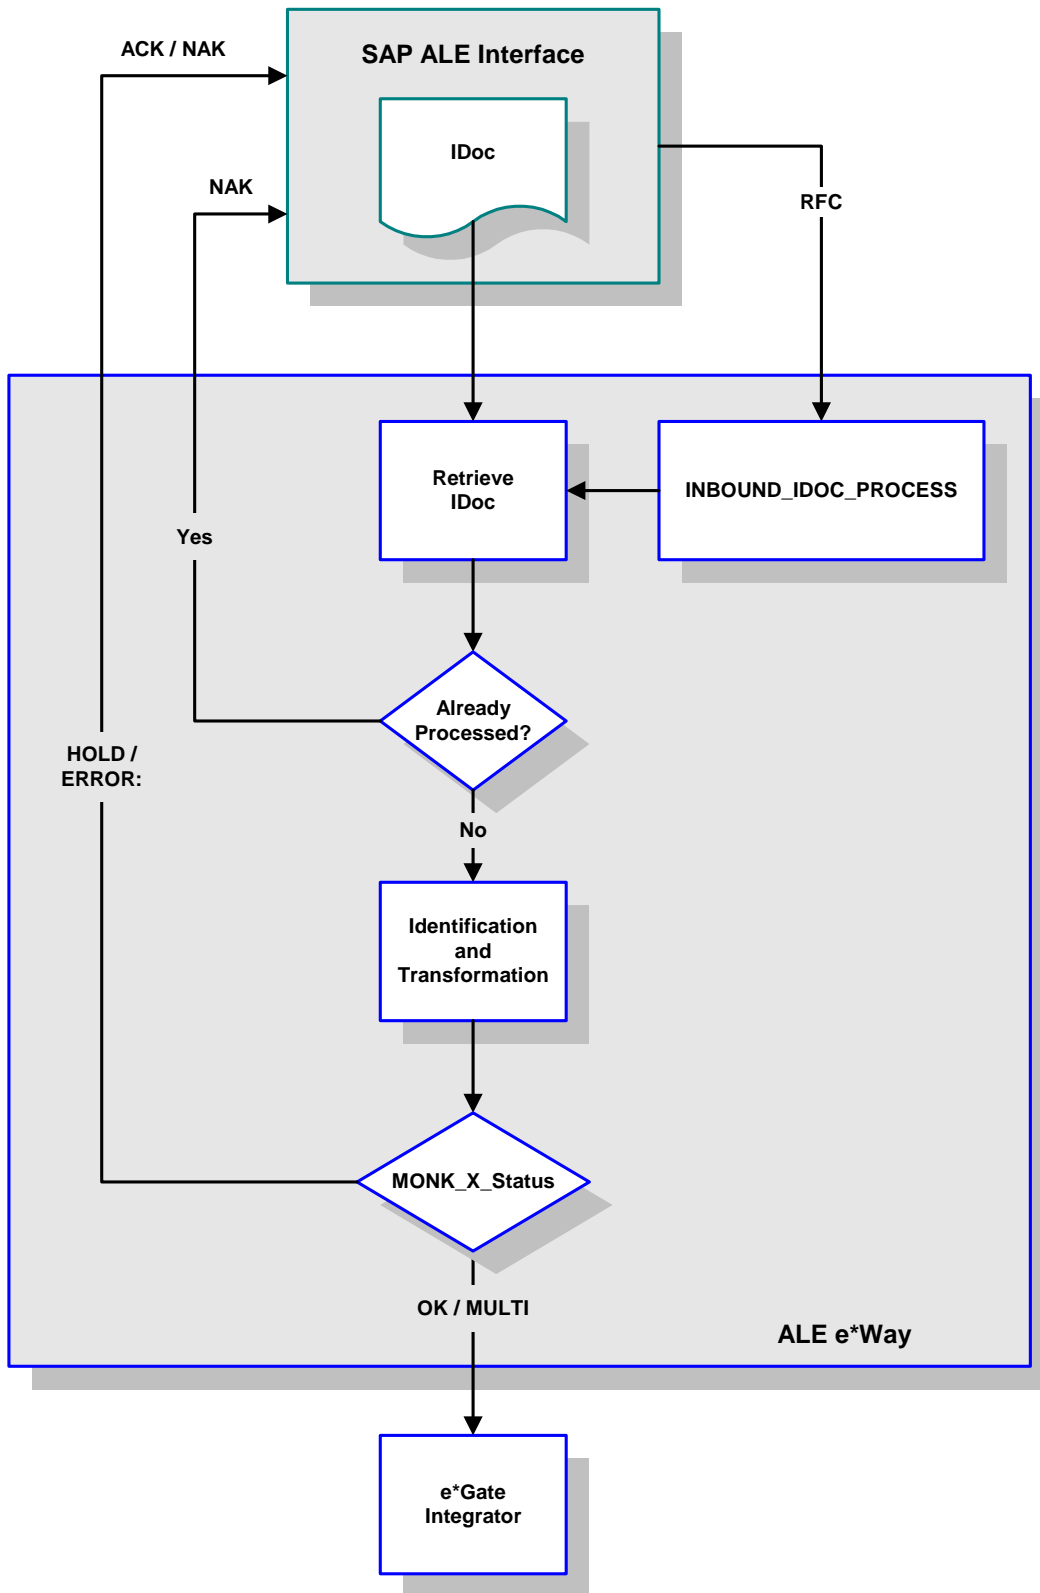 ACK / NAK
SAP ALE Interface
IDoc
NAK
RFC
Retrieve
IDoc
INBOUND_IDOC_PROCESS
Yes
Already
Processed?
HOLD /
ERROR:
No
Identification
and
Transformation
MONK_X_Status
OK / MULTI
ALE e*Way
e*Gate
Integrator